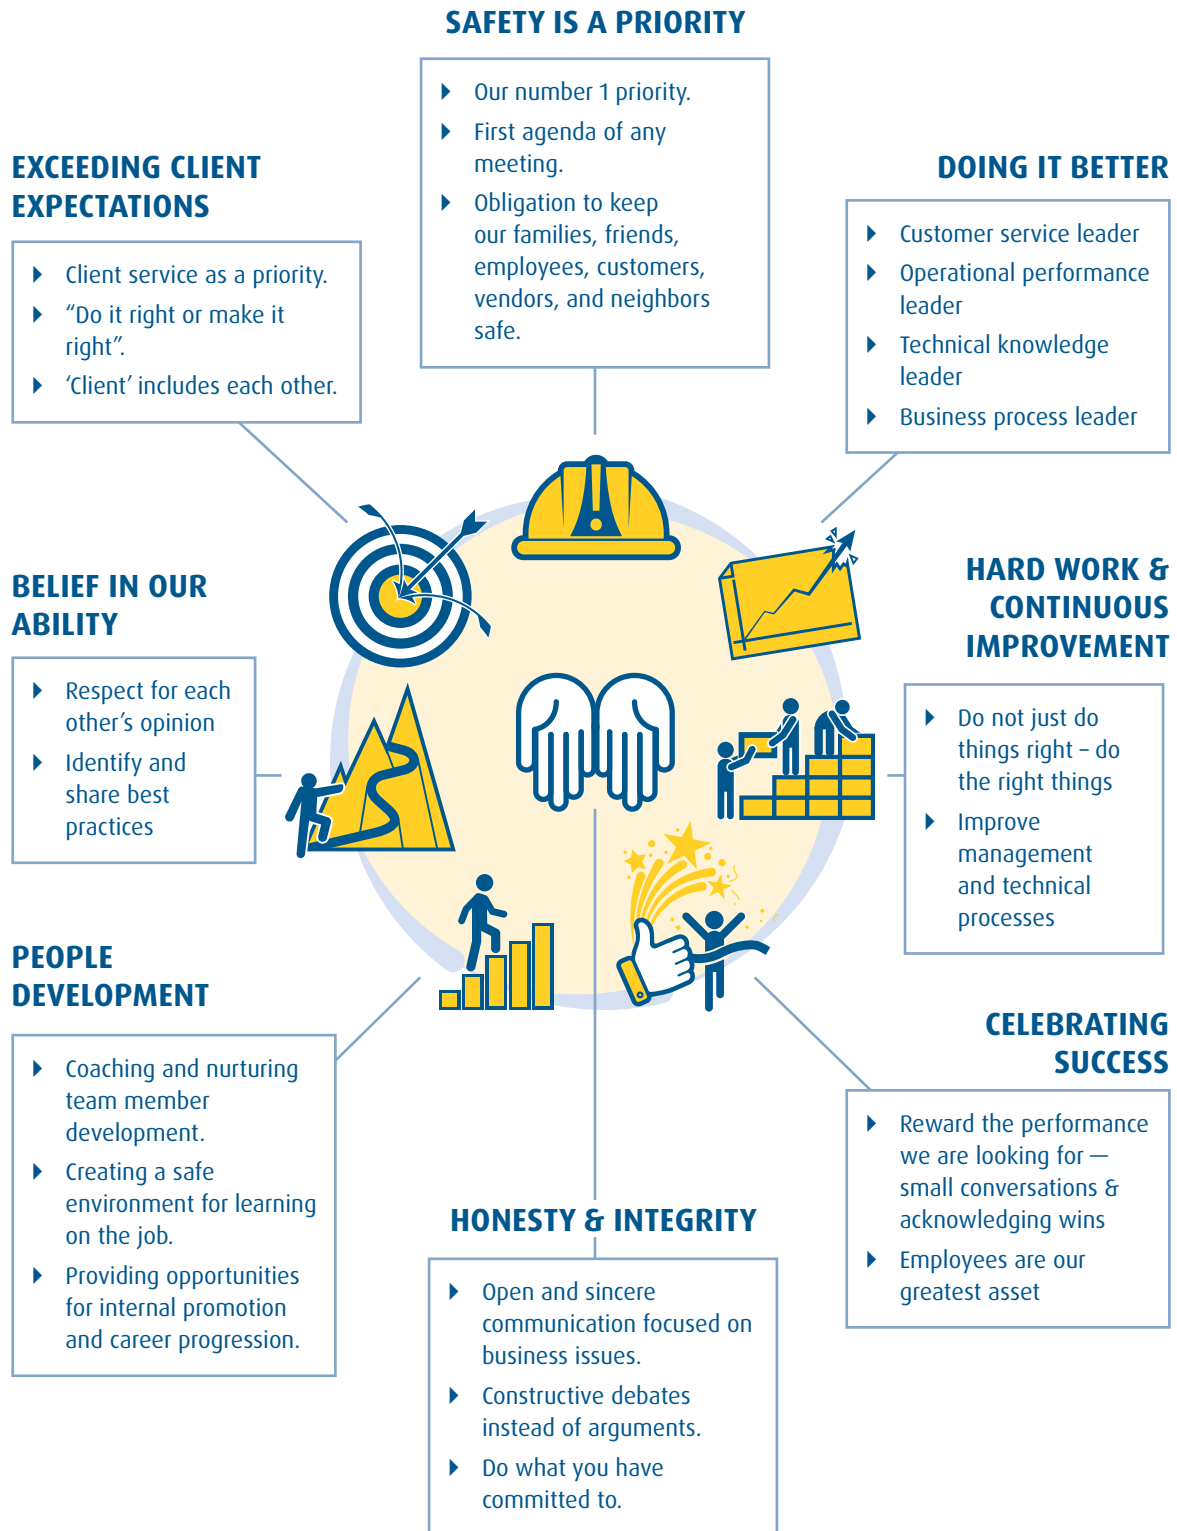 SAFETY IS A PRIORITY
Our number 1 priority.
First agenda of any
meeting.
Obligation to keep
our families, friends,
employees, customers,
vendors, and neighbors
safe.
EXCEEDING CLIENT
EXPECTATIONS
Client service as a priority.
“Do it right or make it
right”.
‘Client’ includes each other.
DOING IT BETTER
Customer service leader
Operational performance
leader
Technical knowledge
leader
Business process leader
BELIEF IN OUR
ABILITY
Respect for each
other’s opinion
Identify and
share best
practices
HARD WORK &
CONTINUOUS
IMPROVEMENT
Do not just do
things right – do
the right things
Improve
management
and technical
processes
PEOPLE
DEVELOPMENT
Coaching and nurturing
team member
development.
Creating a safe
environment for learning
on the job.
Providing opportunities
for internal promotion
and career progression.
CELEBRATING
SUCCESS
Reward the performance
we are looking for —
small conversations &
acknowledging wins
Employees are our
greatest asset
HONESTY & INTEGRITY
Open and sincere
communication focused on
business issues.
Constructive debates
instead of arguments.
Do what you have
committed to.